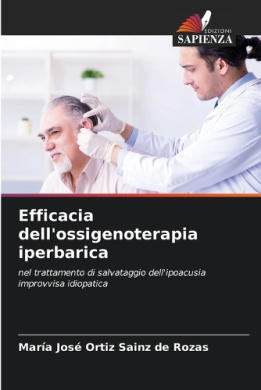 EDIZIONI
SAPIENZA
Efficacia
dell'ossigenoterapia
iperbarica
nel trattamento di salvataggio dell'ipoacusia
improvvisa idiopatica
María José Ortiz Sainz de Rozas